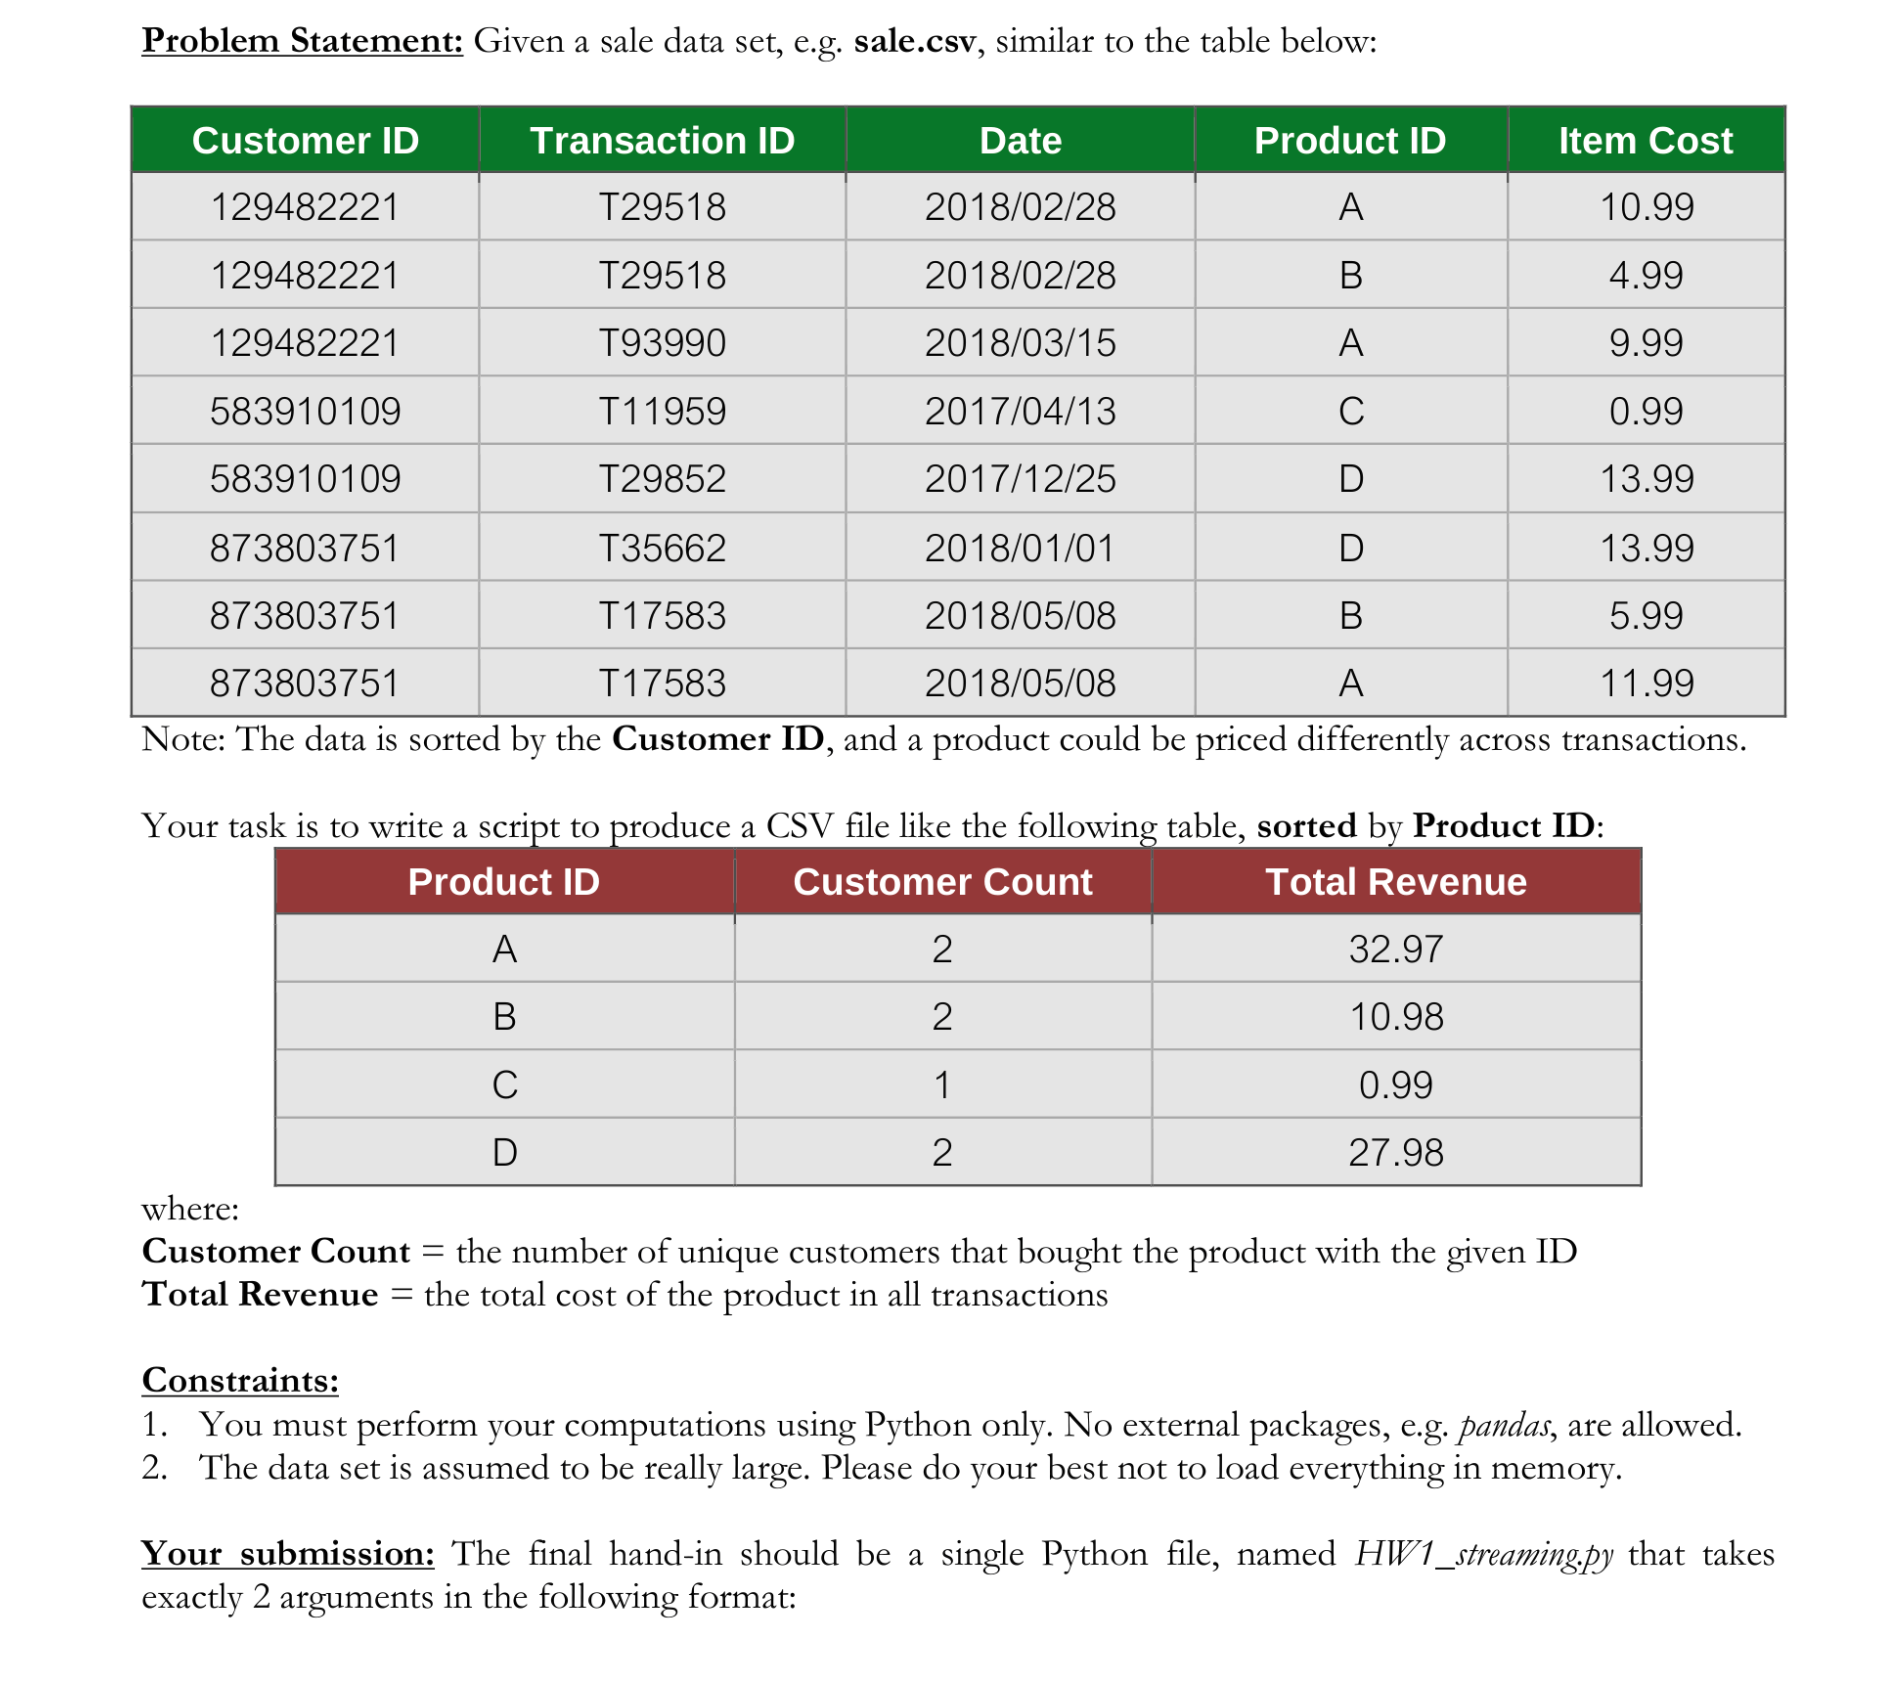 Problem Statement: Given a sale data set, e.g. sale.csv, similar to the table below:
Customer ID Transaction ID Date Product ID Item Cost
129482221 T29518 2018/02/28 A 10.99
129482221 T29518 2018/02/28 B 4.99
129482221 T93990 2018/03/15 A 9.99
583910109 T11959 2017/04/13 C 0.99
583910109 T29852 2017/12/25 D 13.99
873803751 T35662 2018/01/01 D 13.99
873803751 T17583 2018/05/08 B 5.99
873803751 T17583 2018/05/08 A 11.99
Note: The data is sorted by the Customer ID, and a product could be priced differently across transactions.
Your task is to write a script to produce a CSV file like the following table, sorted by Product ID:
Product ID Customer Count Total Revenue
A 2 32.97
B 2 10.98
C 1 0.99
D 2 27.98
where:
Customer Count = the number of unique customers that bought the product with the given ID
Total Revenue = the total cost of the product in all transactions
Constraints:
1. You must perform your computations using Python only. No external packages, e.g. pandas, are allowed.
2. The data set is assumed to be really large. Please do your best not to load everything in memory.
Your submission: The final hand-in should be a single Python file, named HW1_streaming.py that takes
exactly 2 arguments in the following format: